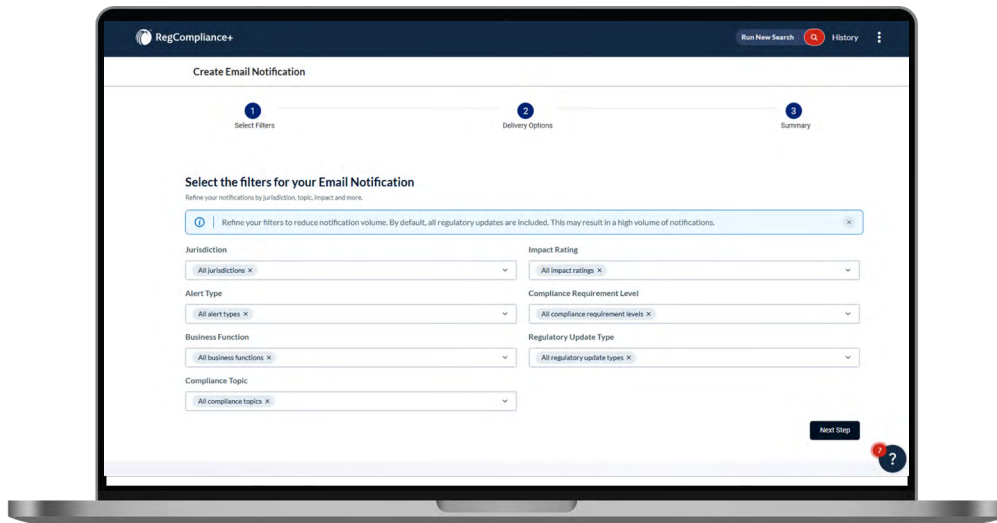 RegCompliance+
Run New Search
History
Create Email Notification
1
2
3
Select Filters
Delivery Options
Summary
Select the filters for your Email Notification
Refine your notifications by jurisdiction, topic, impact and more.
Refine your filters to reduce notification volume. By default, all regulatory updates are included. This may result in a high volume of notifications.
Jurisdiction
Impact Rating
All jurisdictions ×
All impact ratings ×
Alert Type
Compliance Requirement Level
All alert types ×
All compliance requirement levels ×
Business Function
Regulatory Update Type
All business functions ×
All regulatory update types ×
Compliance Topic
All compliance topics ×
Next Step
7
?